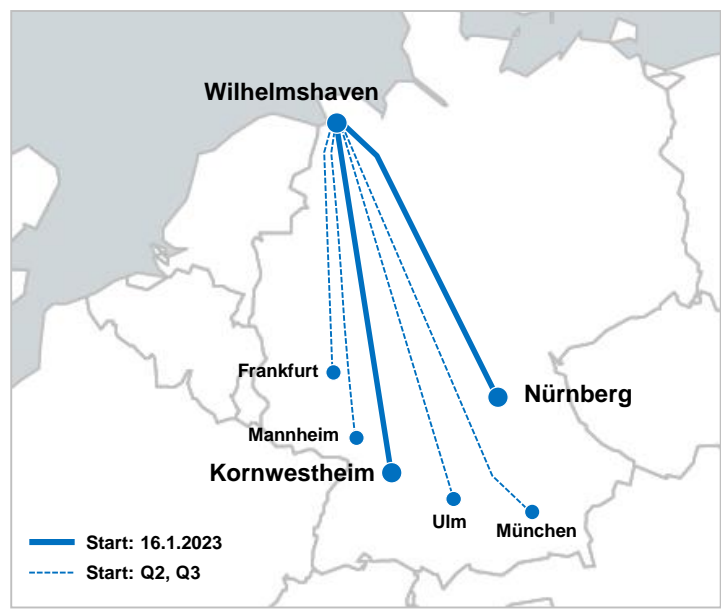 Wilhelmshaven
Frankfurt
Nürnberg
Mannheim
Kornwestheim
Ulm
München
Start: 16.1.2023
Start: Q2, Q3